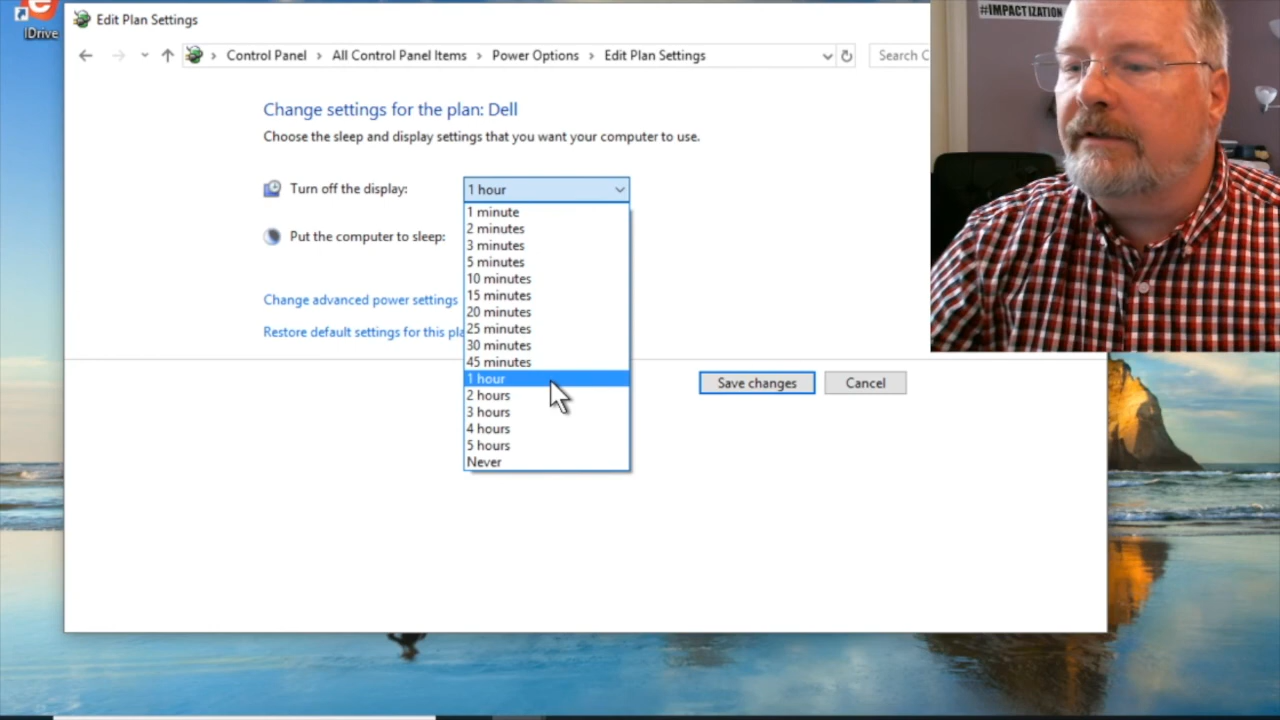 IDrive
Edit Plan Settings
#IMPACTIZATION
Control Panel > All Control Panel Items > Power Options > Edit Plan Settings
Search C
Change settings for the plan: Dell
Choose the sleep and display settings that you want your computer to use.
Turn off the display:
1 hour
1 minute
2 minutes
3 minutes
Put the computer to sleep:
5 minutes
10 minutes
15 minutes
Change advanced power settings
20 minutes
25 minutes
Restore default settings for this pla
30 minutes
45 minutes
1 hour
2 hours
3 hours
4 hours
5 hours
Never
Save changes
Cancel